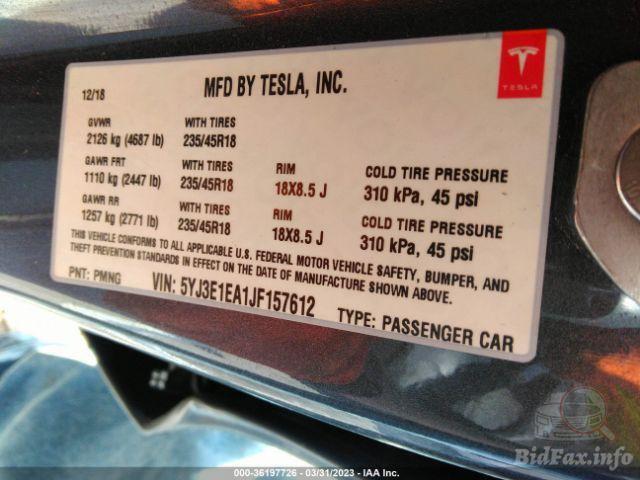 12/18
MFD BY TESLA, INC.
TESLA
GVWR WITH TIRES
2126 kg (4687 lb) 235/45R18
GAWR FRT WITH TIRES RIM COLD TIRE PRESSURE
1110 kg (2447 lb) 235/45R18 18X8.5 J 310 kPa, 45 psi
GAWR RR WITH TIRES RIM COLD TIRE PRESSURE
1257 kg (2771 lb) 235/45R18 18X8.5 J 310 kPa, 45 psi
THIS VEHICLE CONFORMS TO ALL APPLICABLE U.S. FEDERAL MOTOR VEHICLE SAFETY, BUMPER, AND
THEFT PREVENTION STANDARDS IN EFFECT ON THE DATE OF MANUFACTURE SHOWN ABOVE.
PNT: PMNG VIN: 5YJ3E1EA1JF157612 TYPE: PASSENGER CAR
BidFax.info
000-36197726 - 03/31/2023 - IAA Inc.